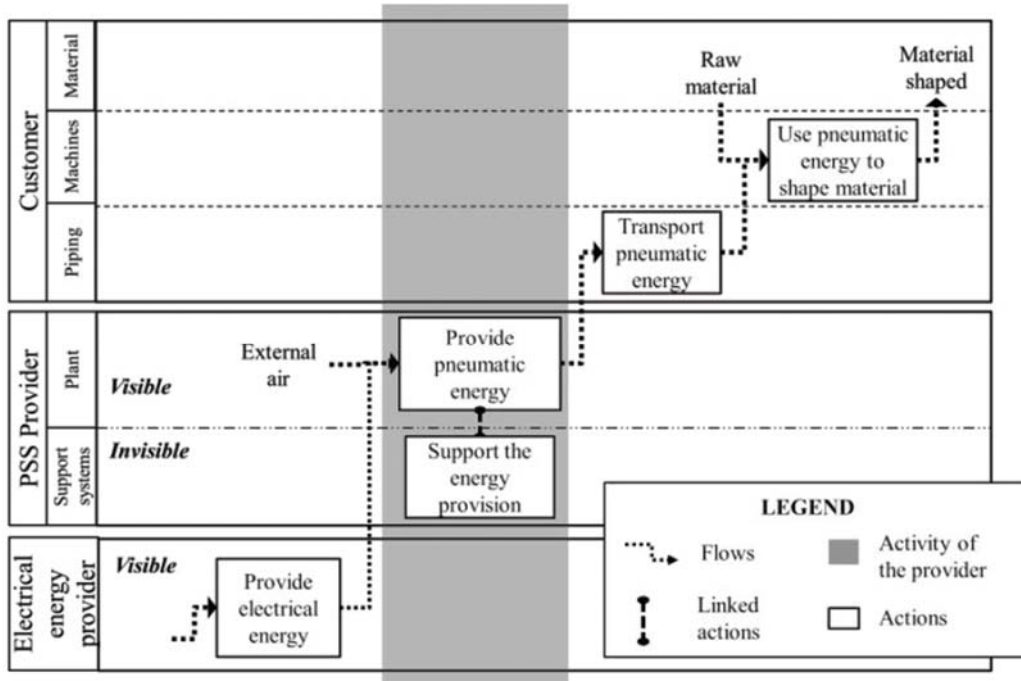 Customer
Material
Machines
Piping
Raw
material
Material
shaped
Use pneumatic
energy to
shape material
Transport
pneumatic
energy
PSS Provider
Plant
Support
systems
Visible
Invisible
External
air
Provide
pneumatic
energy
Support the
energy
provision
Electrical
energy
provider
Visible
Provide
electrical
energy
LEGEND
Flows
Activity of
the provider
Linked
actions
Actions